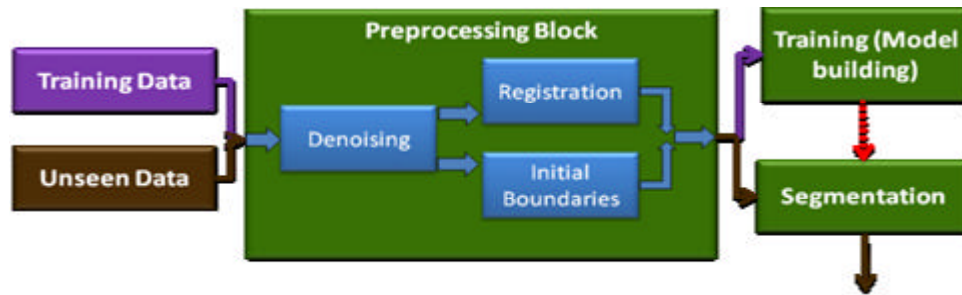 Preprocessing Block
Training Data
Unseen Data
Denoising
Registration
Initial
Boundaries
Training (Model
building)
Segmentation